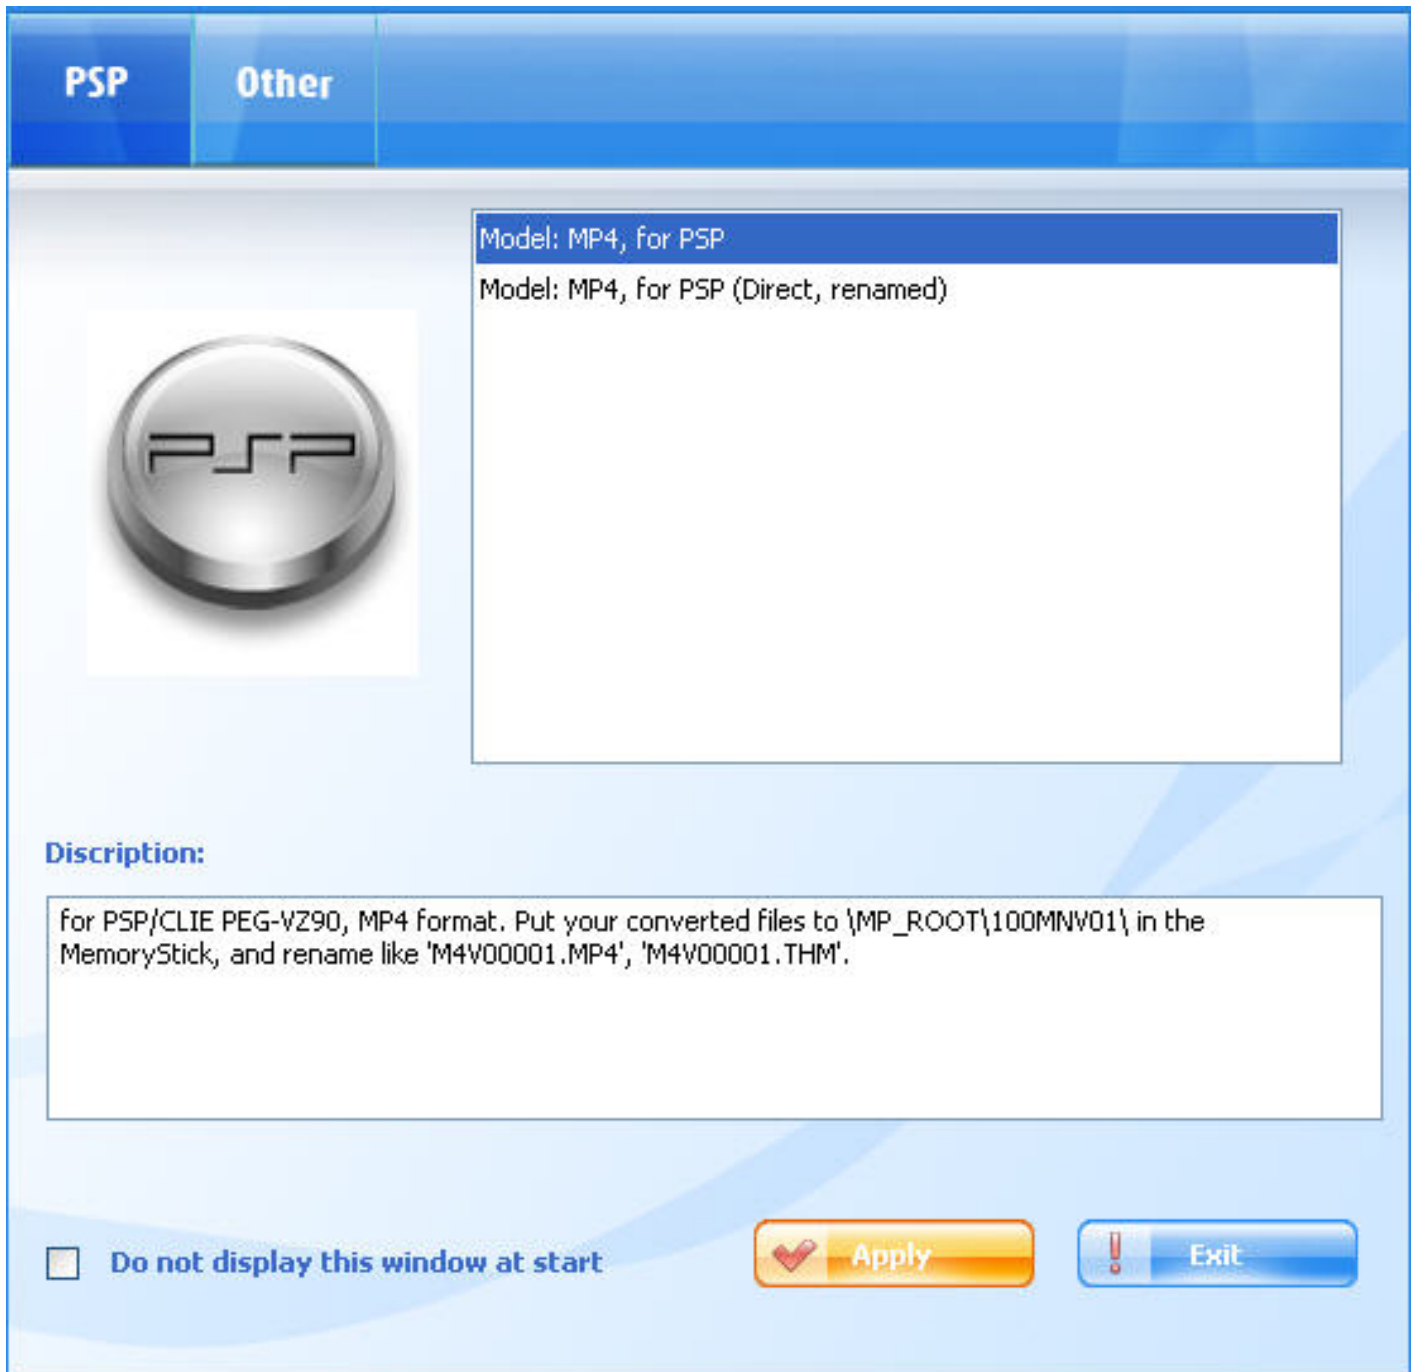 PSP Other
Model: MP4, for PSP
Model: MP4, for PSP (Direct, renamed)
PSP
Discription:
for PSP/CLIE PEG-VZ90, MP4 format. Put your converted files to \MP_ROOT\100MNV01\ in the
MemoryStick, and rename like 'M4V00001.MP4', 'M4V00001.THM'.
Do not display this window at start
Apply
Exit